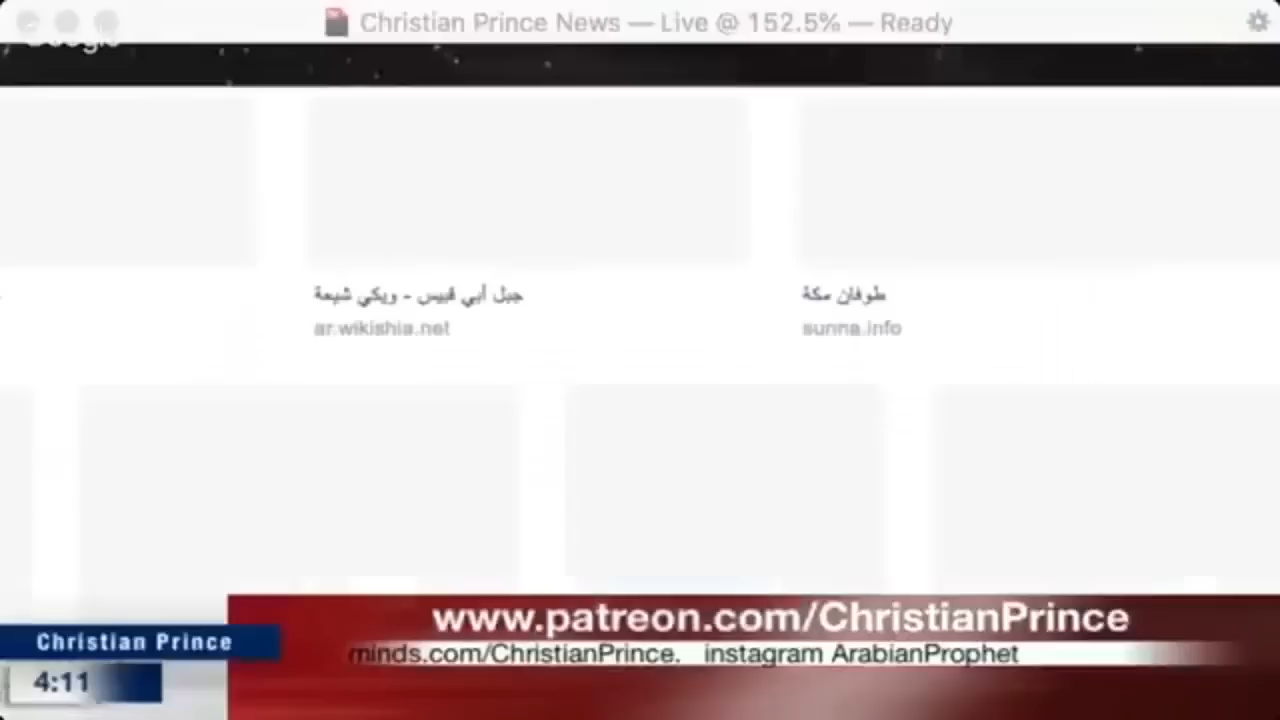 Christian Prince News — Live @ 152.5% — Ready
Google
جبل أبي قبيس - ويكي شيعة
طوفان مكة
ar.wikishia.net
sunna.info
www.patreon.com/ChristianPrince
Christian Prince
minds.com/ChristianPrince. instagram ArabianProphet
4:11